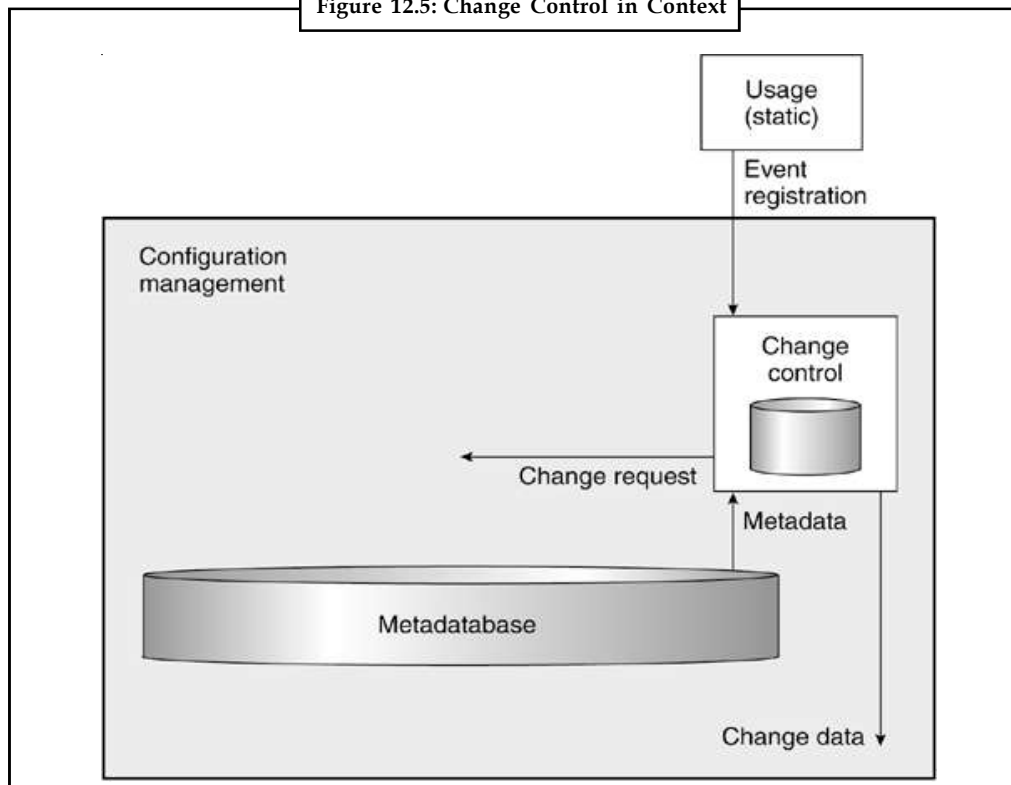 Figure 12.5: Change Control in Context
Usage
(static)
Event
registration
Configuration
management
Change
control
Change request
Metadata
Metadatabase
Change data